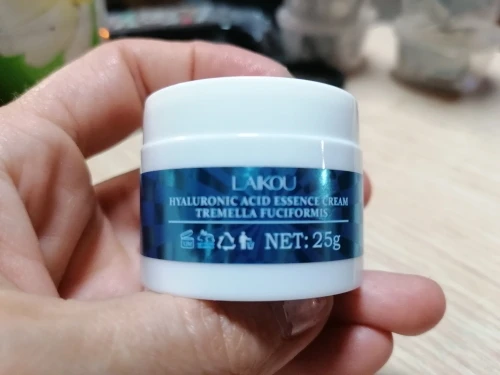 LAIKOU
HYALURONIC ACID ESSENCE CREAM
TREMELLA FUCIFORMIS
NET: 25g